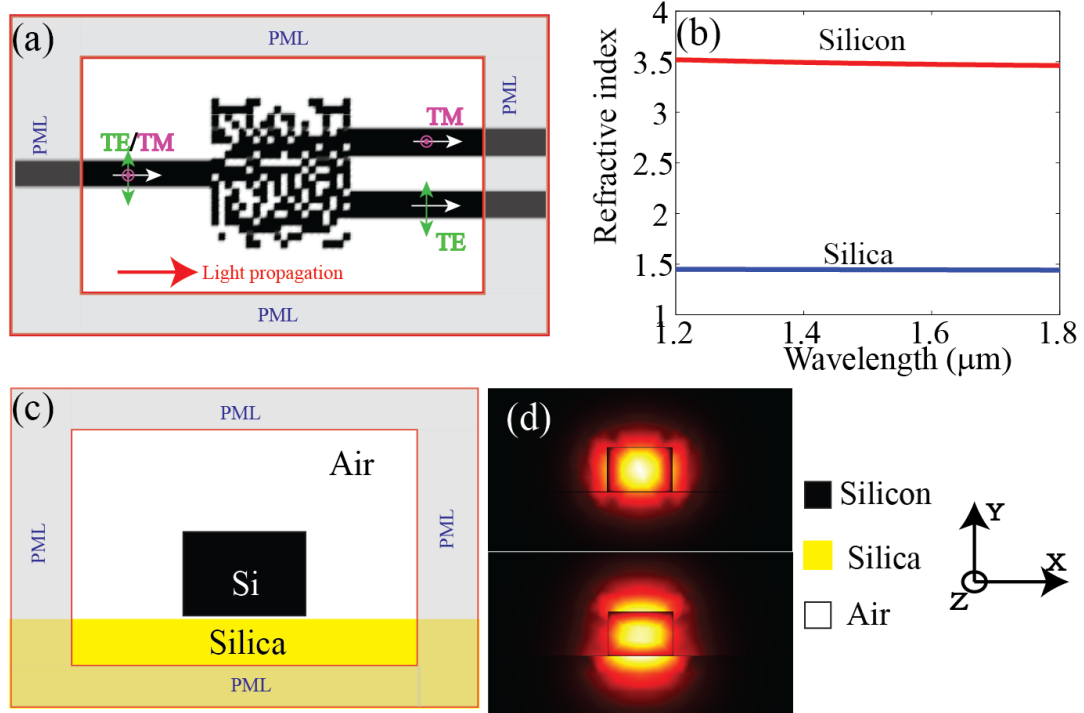 (a)
PML
PML
PML
TM
TE/TM
TE
Light propagation
PML
(b)
4
3.5
3
2.5
2
1.5
1
Refractive index
Silicon
Silica
1.2
1.4
1.6
1.8
Wavelength (μm)
(c)
PML
Air
PML
PML
Si
Silica
PML
(d)
Silicon
Silica
Air
Y
X
Z